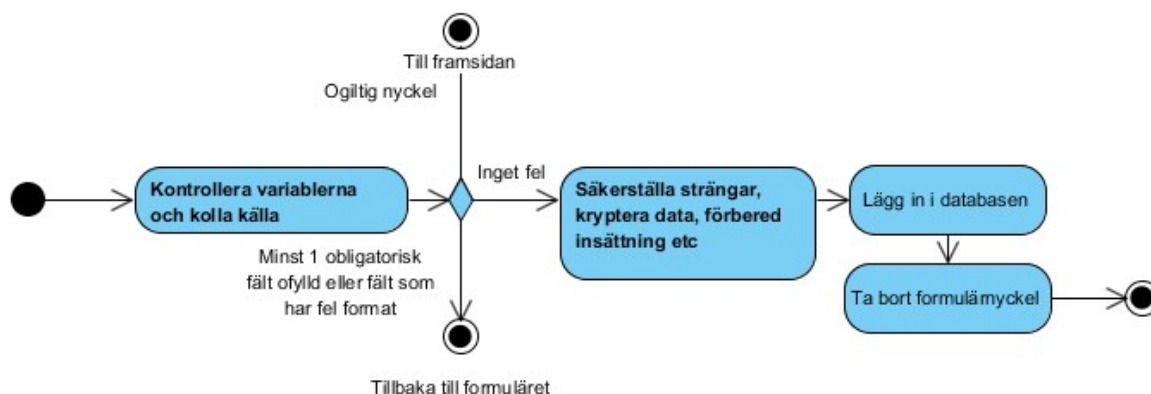 Till framsidan
Ogiltig nyckel
Kontrollera variablerna
och kolla källa
Inget fel
Säkerställa strängar,
kryptera data, förbered
insättning etc
Lägg in i databasen
Ta bort formulärnyckel
Minst 1 obligatorisk
fält ofylld eller fält som
har fel format
Tillbaka till formuläret